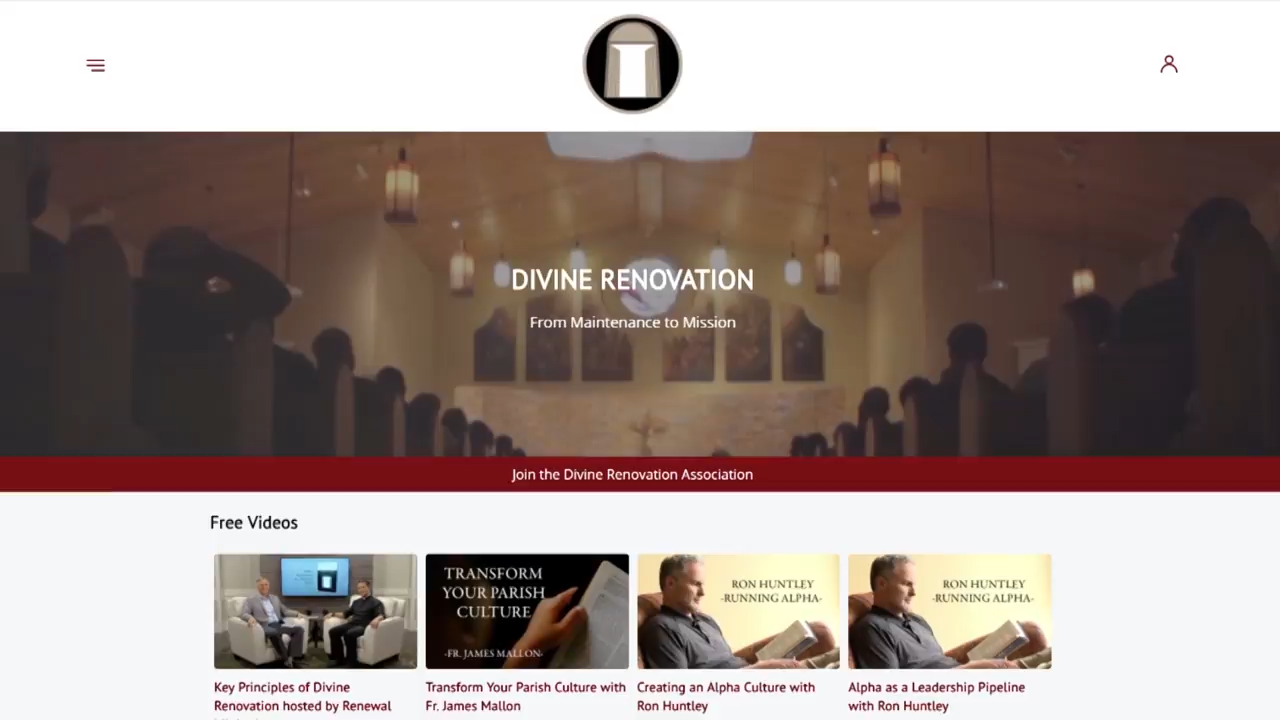 DIVINE RENOVATION
From Maintenance to Mission
Join the Divine Renovation Association
Free Videos
TRANSFORM
YOUR PARISH
CULTURE
-FR. JAMES MALLON-
RON HUNTLEY
-RUNNING ALPHA-
RON HUNTLEY
-RUNNING ALPHA-
Key Principles of Divine
Renovation hosted by Renewal
Transform Your Parish Culture with
Fr. James Mallon
Creating an Alpha Culture with
Ron Huntley
Alpha as a Leadership Pipeline
with Ron Huntley